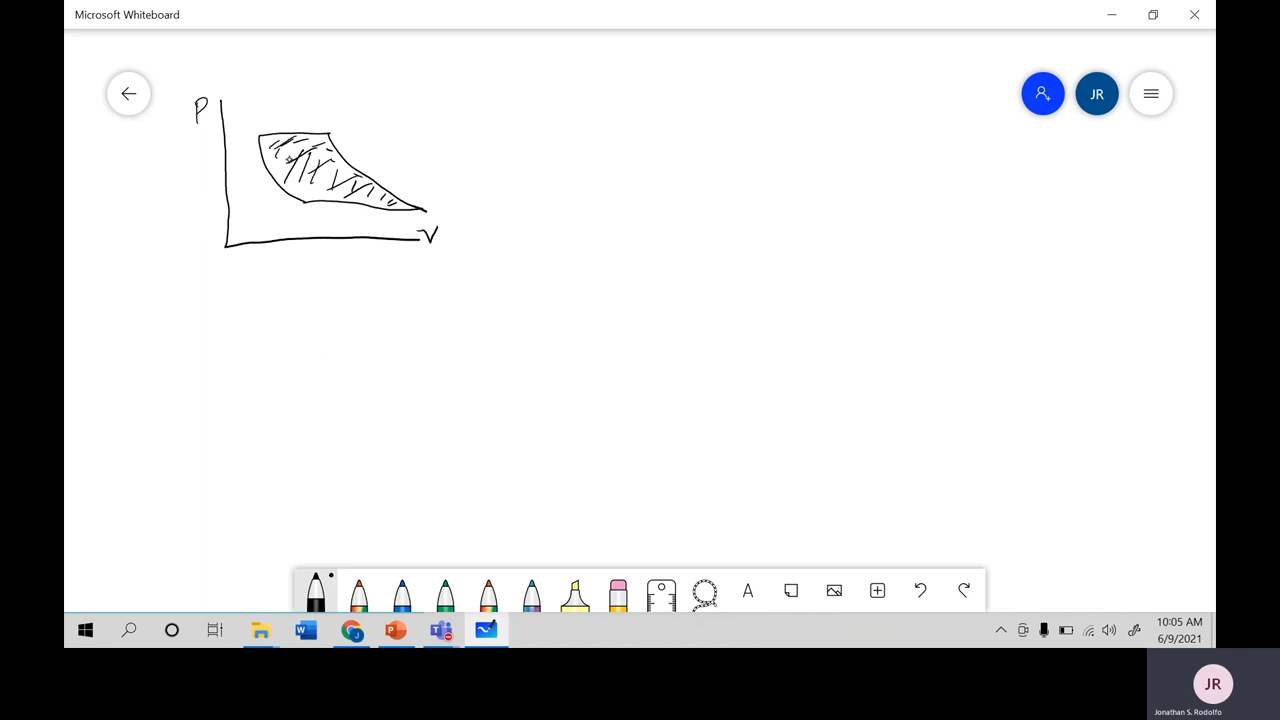 Microsoft Whiteboard
JR
P
V
A
10:05 AM
6/9/2021
JR
Jonathan S. Rodolfo